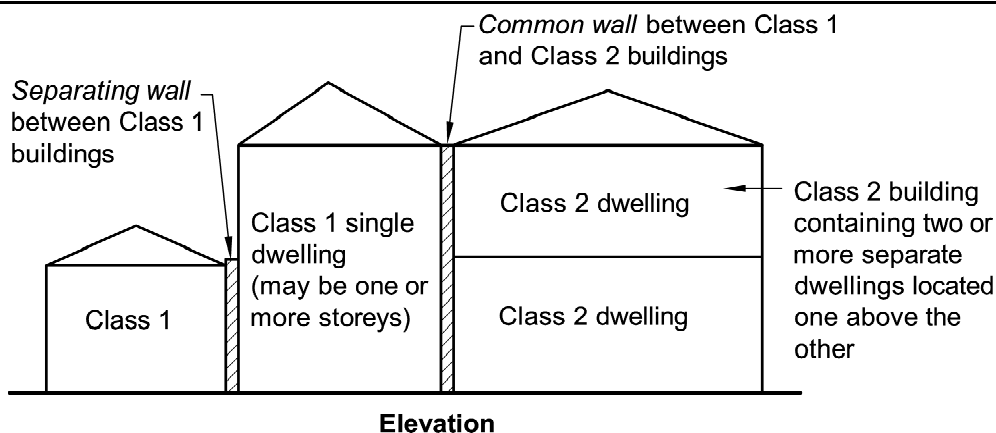 Common wall between Class 1
and Class 2 buildings
Separating wall
between Class 1
buildings
Class 1 single
dwelling
(may be one or
more storeys)
Class 2 dwelling
Class 2 building
containing two or
more separate
dwellings located
one above the
other
Class 1
Class 2 dwelling
Elevation